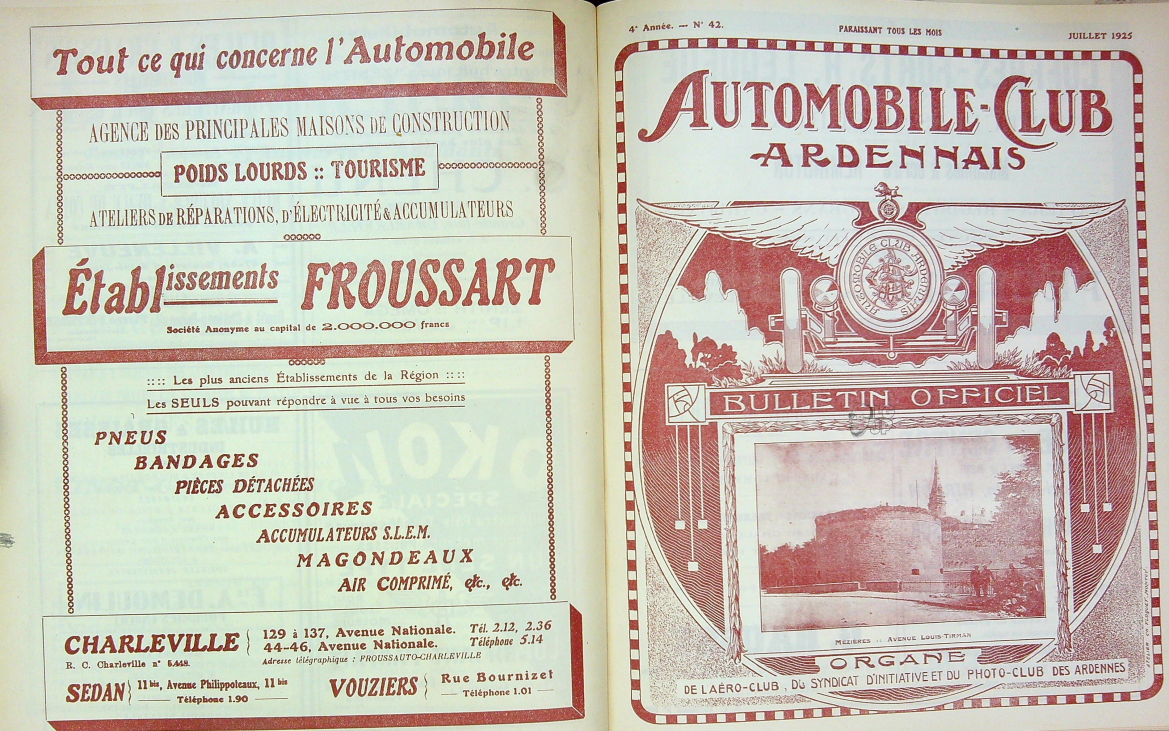 Tout ce qui concerne l'Automobile
AGENCE DES PRINCIPALES MAISONS DE CONSTRUCTION
POIDS LOURDS :: TOURISME
ATELIERS DE RÉPARATIONS, D'ÉLECTRICITÉ & ACCUMULATEURS
Établissements FROUSSART
Société Anonyme au capital de 2.000.000 francs
:::: Les plus anciens Établissements de la Région ::::
Les SEULS pouvant répondre à vue à tous vos besoins
PNEUS
BANDAGES
PIÈCES DÉTACHÉES
ACCESSOIRES
ACCUMULATEURS S.L.E.M.
MAGONDEAUX
AIR COMPRIMÉ, etc., etc.
CHARLEVILLE
R. C. Charleville n° 5.448.
129 à 137, Avenue Nationale. Tél. 2.12, 2.36
44-46, Avenue Nationale. Téléphone 5.14
Adresse télégraphique : FROUSSAUTO-CHARLEVILLE
SEDAN
11 bis, Avenue Philippoteaux, 11 bis
Téléphone 1.90
VOUZIERS
Rue Bournizet
Téléphone 1.01
4e Année. — N° 42.
PARAISSANT TOUS LES MOIS
JUILLET 1925
AUTOMOBILE-CLUB
ARDENNAIS
AUTOMOBILE CLUB ARDENNAIS
BULLETIN OFFICIEL
MÉZIÈRES :: AVENUE LOUIS-TIRMAN
ORGANE
DE L'AÉRO-CLUB, DU SYNDICAT D'INITIATIVE ET DU PHOTO-CLUB DES ARDENNES